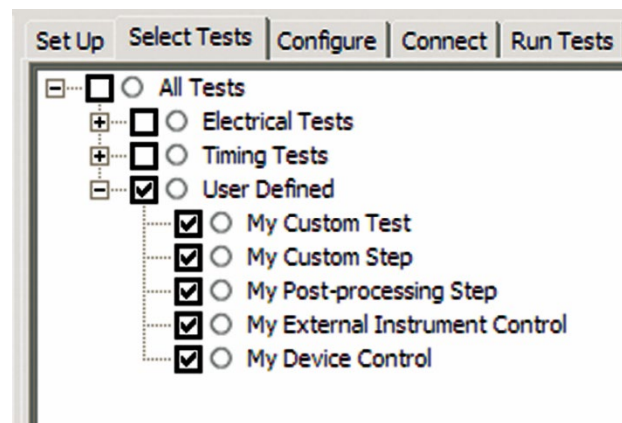 Set Up Select Tests Configure Connect Run Tests
All Tests
Electrical Tests
Timing Tests
User Defined
My Custom Test
My Custom Step
My Post-processing Step
My External Instrument Control
My Device Control